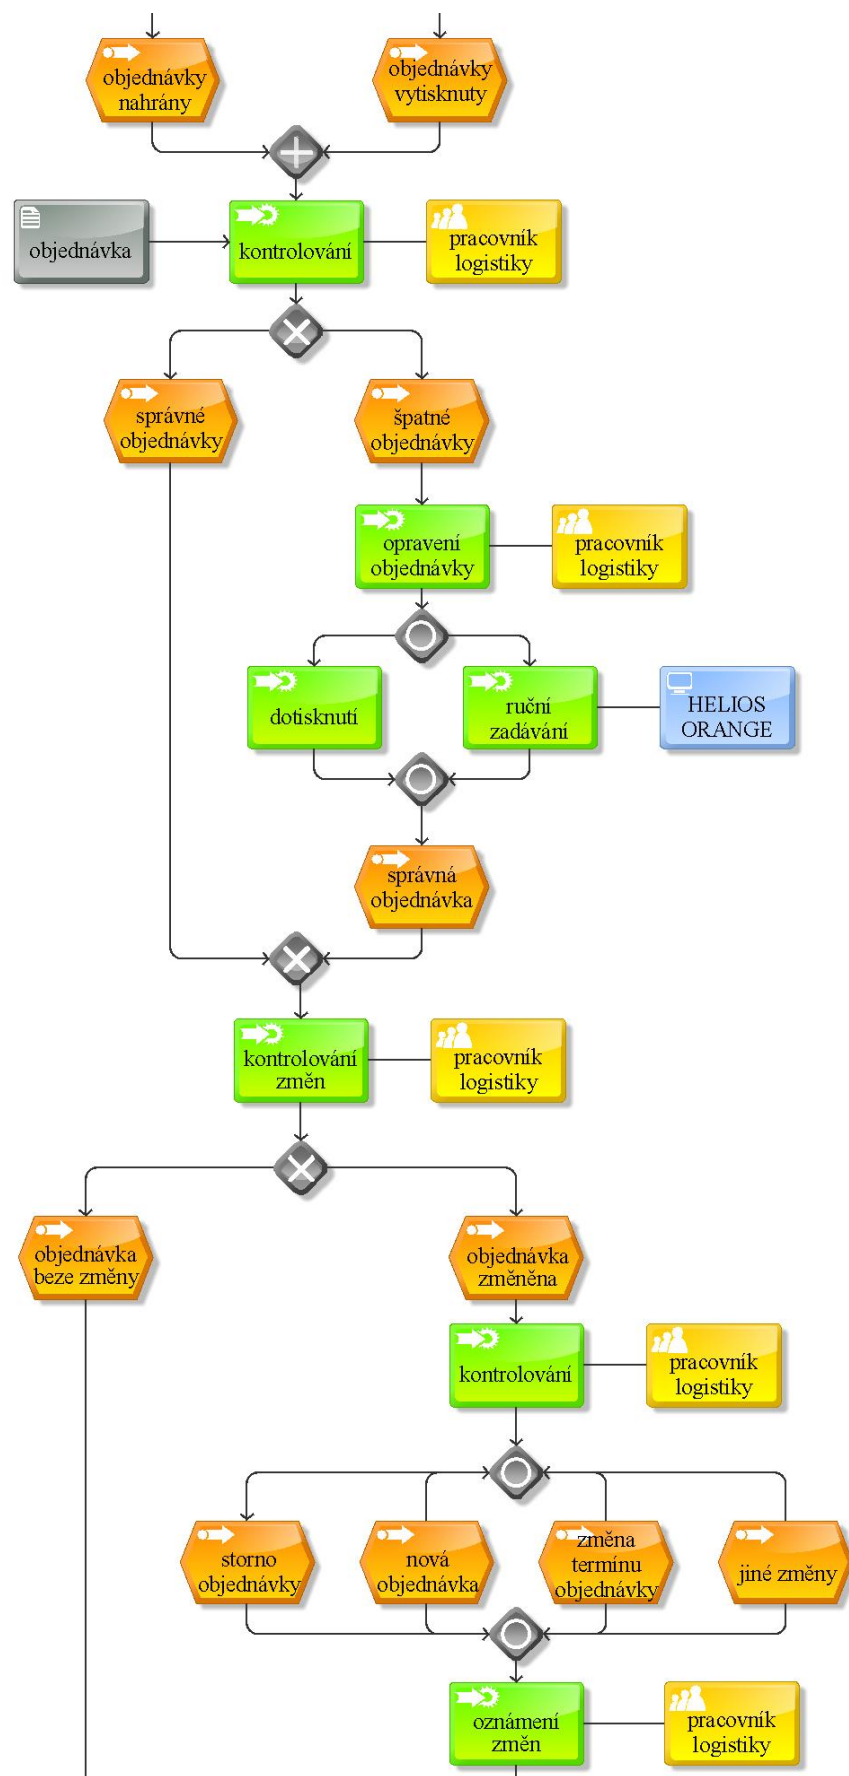 objednávky
nahrány
objednávky
vytisknuty
objednávka
kontrolování
pracovník
logistiky
správné
objednávky
špatné
objednávky
opravení
objednávky
pracovník
logistiky
dotisknutí
ruční
zadávání
HELIOS
ORANGE
správná
objednávka
kontrolování
změn
pracovník
logistiky
objednávka
beze změny
objednávka
změněna
kontrolování
pracovník
logistiky
storno
objednávky
nová
objednávka
změna
termínu
objednávky
jiné změny
oznámení
změn
pracovník
logistiky